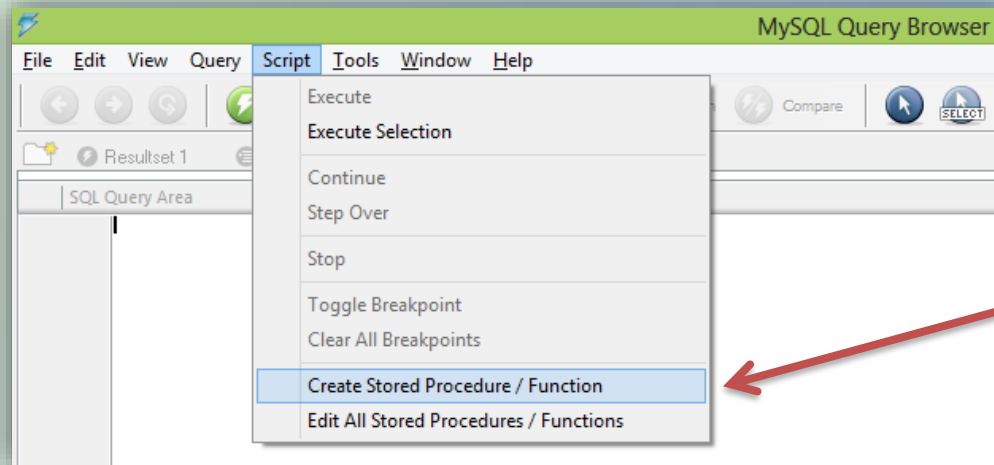 MySQL Query Browser
File Edit View Query Script Tools Window Help
Execute
Compare
SELECT
Execute Selection
Resultset 1
Continue
SQL Query Area
Step Over
Stop
Toggle Breakpoint
Clear All Breakpoints
Create Stored Procedure / Function
Edit All Stored Procedures / Functions